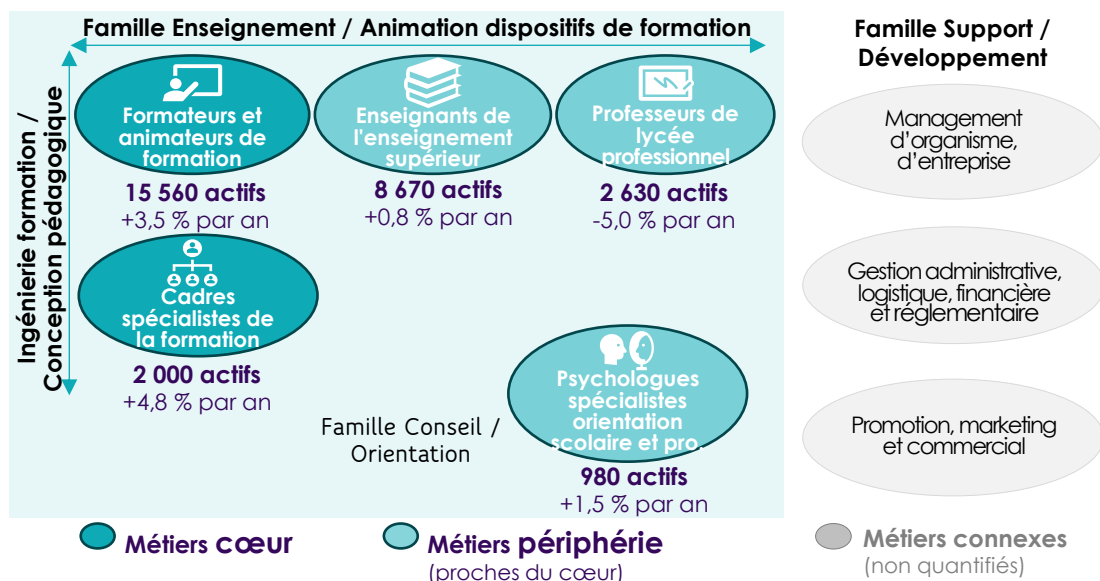 Famille Enseignement / Animation dispositifs de formation
Ingénierie formation /
Conception pédagogique
Formateurs et
animateurs de
formation
15 560 actifs
+3,5 % par an
Enseignants de
l'enseignement
supérieur
8 670 actifs
+0,8 % par an
Professeurs de
lycée
professionnel
2 630 actifs
-5,0 % par an
Cadres
spécialistes de
la formation
2 000 actifs
+4,8 % par an
Famille Conseil /
Orientation
Psychologues
spécialistes
orientation
scolaire et pro.
980 actifs
+1,5 % par an
Famille Support /
Développement
Management
d'organisme,
d'entreprise
Gestion administrative,
logistique, financière
et réglementaire
Promotion, marketing
et commercial
Métiers cœur
Métiers périphérie
(proches du cœur)
Métiers connexes
(non quantifiés)